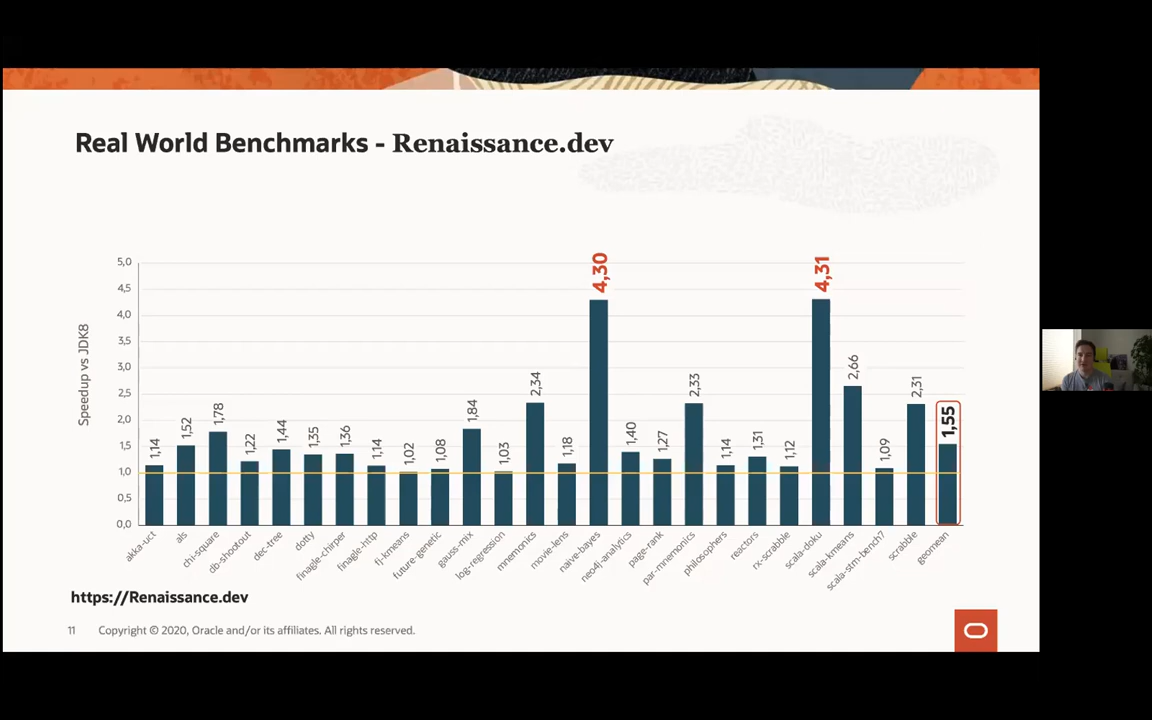 Real World Benchmarks - Renaissance.dev
Speedup vs JDK8
5,0
4,5
4,0
3,5
3,0
2,5
2,0
1,5
1,0
0,5
0,0
1,14
1,52
1,78
1,22
1,44
1,35
1,36
1,14
1,02
1,08
1,84
1,03
2,34
1,18
4,30
1,40
1,27
2,33
1,14
1,31
1,12
4,31
2,66
1,09
2,31
1,55
akka-uct
als
chi-square
db-shootout
dec-tree
dotty
finagle-chirper
finagle-http
fj-kmeans
future-genetic
gauss-mix
log-regression
mnemonics
movie-lens
naive-bayes
neo4j-analytics
page-rank
par-mnemonics
philosophers
reactors
rx-scrabble
scala-doku
scala-kmeans
scala-stm-bench7
scrabble
geomean
https://Renaissance.dev
11 Copyright © 2020, Oracle and/or its affiliates. All rights reserved.